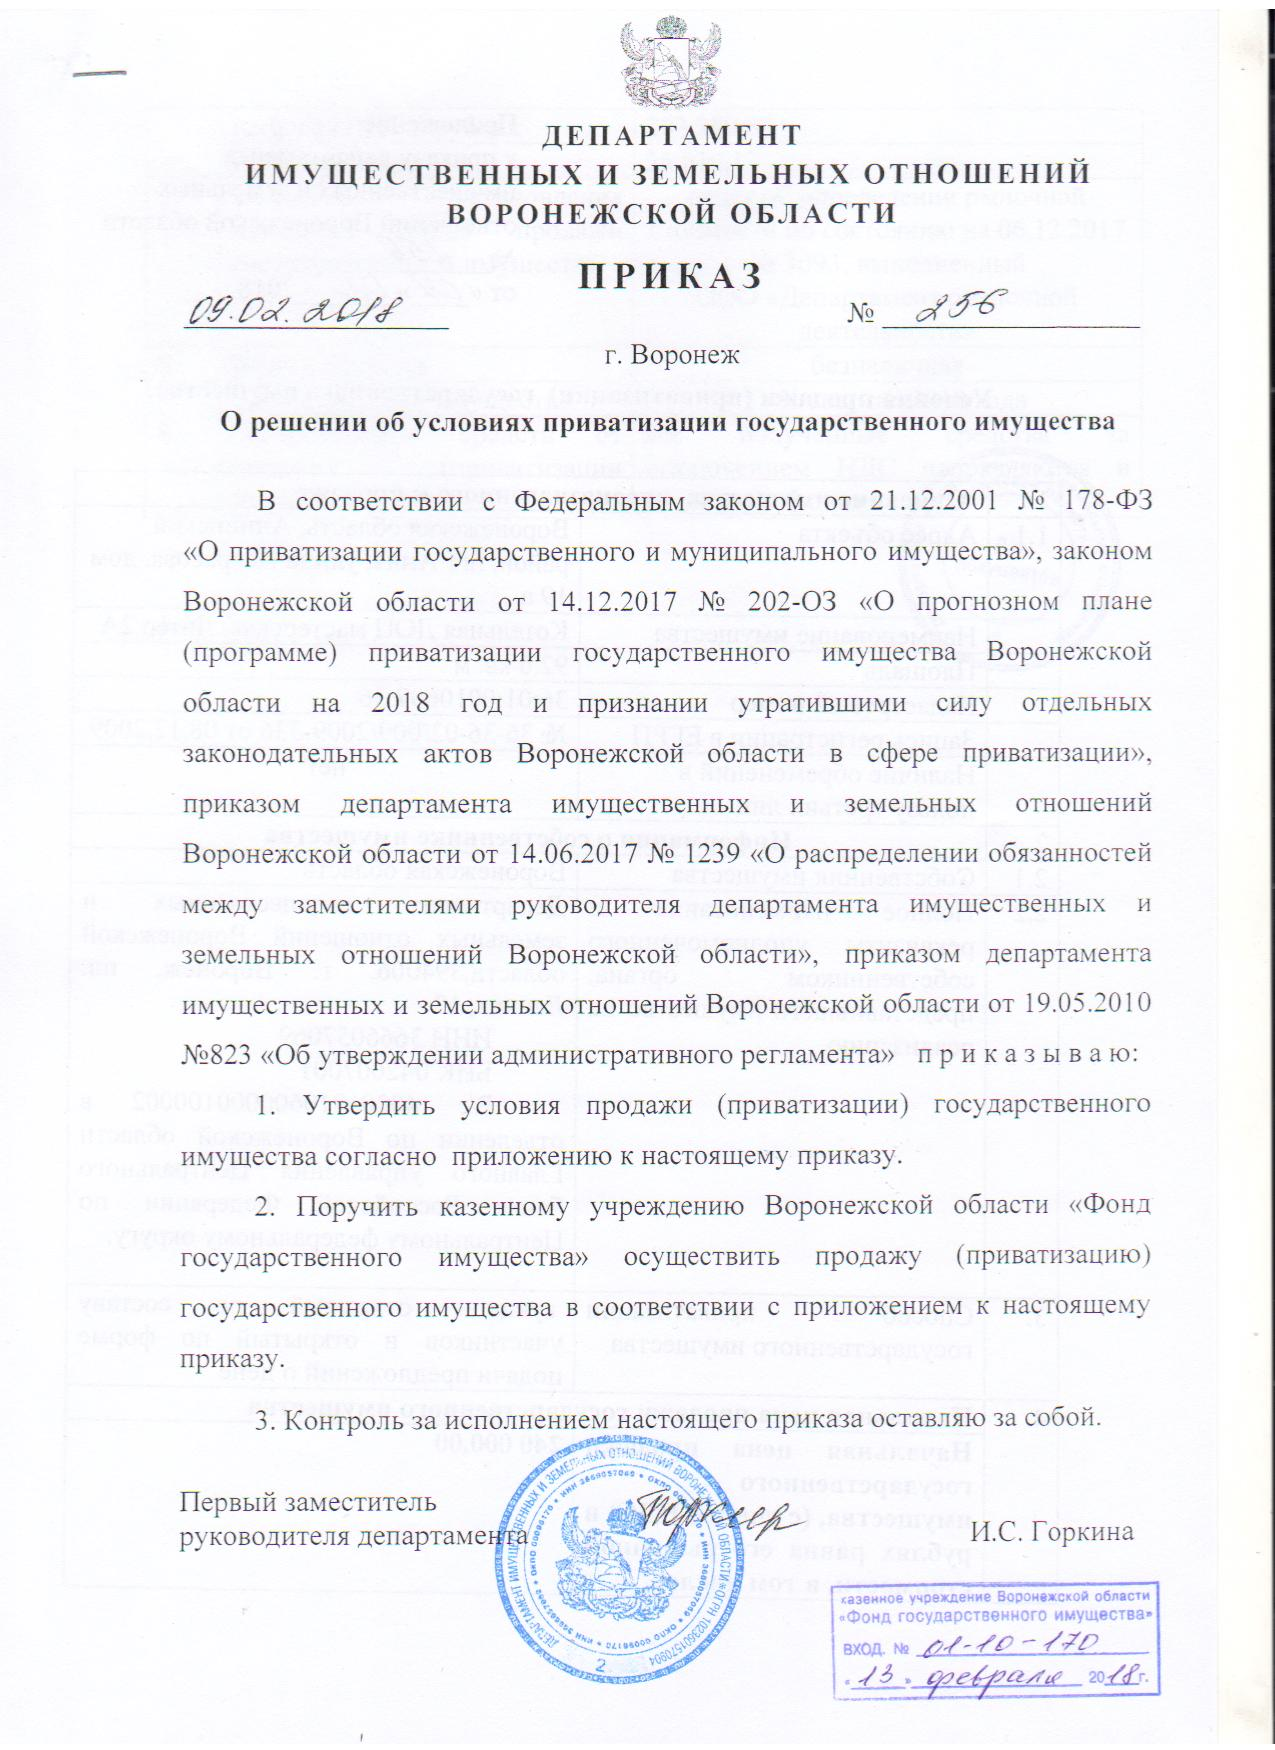 ДЕПАРТАМЕНТ
ИМУЩЕСТВЕННЫХ И ЗЕМЕЛЬНЫХ ОТНОШЕНИЙ
ВОРОНЕЖСКОЙ ОБЛАСТИ
ПРИКАЗ
09.02.2018 № 256
г. Воронеж
О решении об условиях приватизации государственного имущества
В соответствии с Федеральным законом от 21.12.2001 № 178-ФЗ
«О приватизации государственного и муниципального имущества», законом
Воронежской области от 14.12.2017 № 202-ОЗ «О прогнозном плане
(программе) приватизации государственного имущества Воронежской
области на 2018 год и признании утратившими силу отдельных
законодательных актов Воронежской области в сфере приватизации»,
приказом департамента имущественных и земельных отношений
Воронежской области от 14.06.2017 № 1239 «О распределении обязанностей
между заместителями руководителя департамента имущественных и
земельных отношений Воронежской области», приказом департамента
имущественных и земельных отношений Воронежской области от 19.05.2010
№823 «Об утверждении административного регламента» п р и к а з ы в а ю:
1. Утвердить условия продажи (приватизации) государственного
имущества согласно приложению к настоящему приказу.
2. Поручить казенному учреждению Воронежской области «Фонд
государственного имущества» осуществить продажу (приватизацию)
государственного имущества в соответствии с приложением к настоящему
приказу.
3. Контроль за исполнением настоящего приказа оставляю за собой.
Первый заместитель
руководителя департамента И.С. Горкина
ДЕПАРТАМЕНТ ИМУЩЕСТВЕННЫХ И ЗЕМЕЛЬНЫХ ОТНОШЕНИЙ ВОРОНЕЖСКОЙ ОБЛАСТИ
2
казенное учреждение Воронежской области
«Фонд государственного имущества»
ВХОД. № 01-10-170
«13» февраля 2018 г.